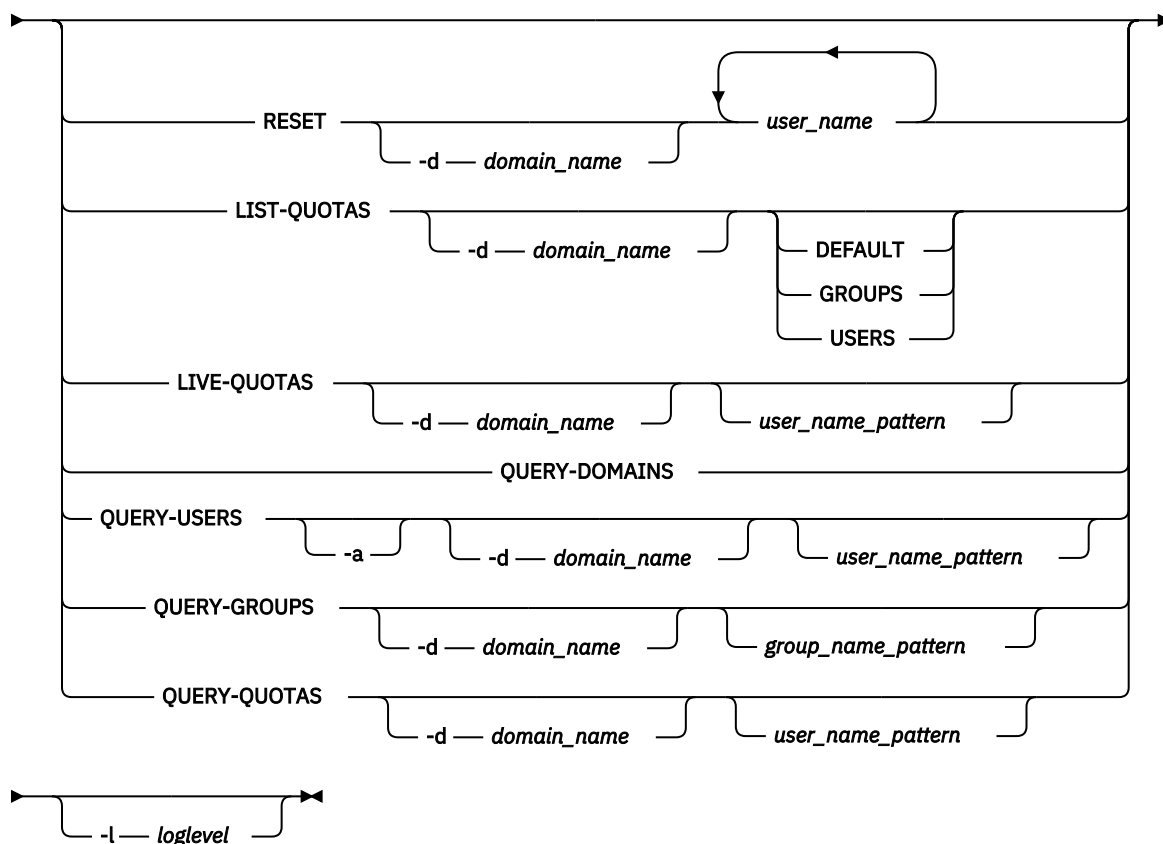 RESET user_name
-d domain_name
LIST-QUOTAS
-d domain_name DEFAULT
GROUPS
USERS
LIVE-QUOTAS
-d domain_name user_name_pattern
QUERY-DOMAINS
QUERY-USERS
-a -d domain_name user_name_pattern
QUERY-GROUPS
-d domain_name group_name_pattern
QUERY-QUOTAS
-d domain_name user_name_pattern
-l loglevel